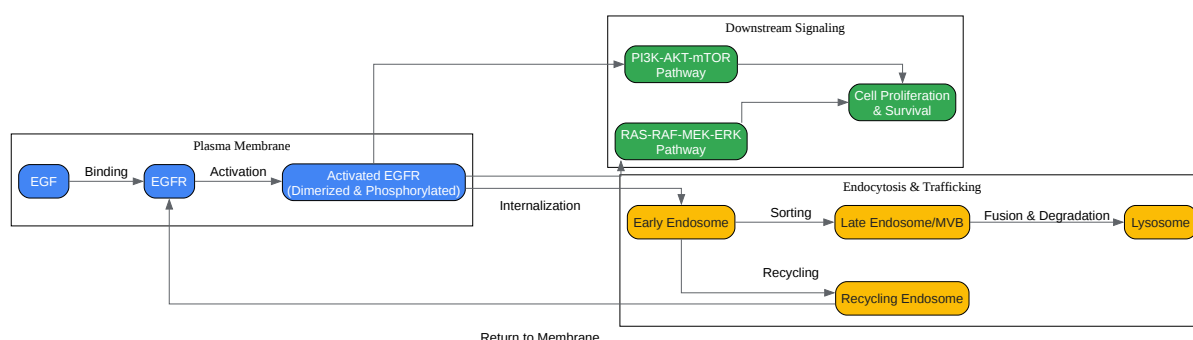 Downstream Signaling
PI3K-AKT-mTOR
Pathway
Cell Proliferation
& Survival
RAS-RAF-MEK-ERK
Pathway
Plasma Membrane
EGF
Binding
EGFR
Activation
Activated EGFR
(Dimerized & Phosphorylated)
Internalization
Endocytosis & Trafficking
Early Endosome
Sorting
Late Endosome/MVB
Fusion & Degradation
Lysosome
Recycling
Recycling Endosome
Return to Membrane